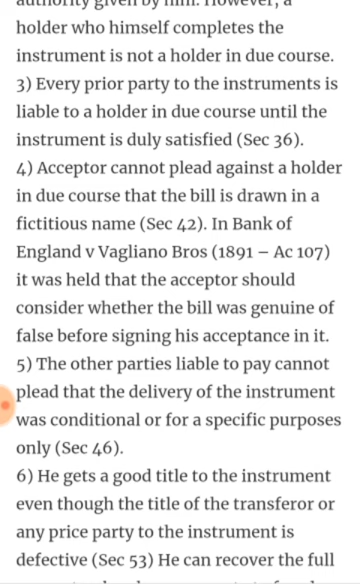 authority given by him. However, a
holder who himself completes the
instrument is not a holder in due course.
3) Every prior party to the instruments is
liable to a holder in due course until the
instrument is duly satisfied (Sec 36).
4) Acceptor cannot plead against a holder
in due course that the bill is drawn in a
fictitious name (Sec 42). In Bank of
England v Vagliano Bros (1891 – Ac 107)
it was held that the acceptor should
consider whether the bill was genuine of
false before signing his acceptance in it.
5) The other parties liable to pay cannot
plead that the delivery of the instrument
was conditional or for a specific purposes
only (Sec 46).
6) He gets a good title to the instrument
even though the title of the transferor or
any price party to the instrument is
defective (Sec 53) He can recover the full